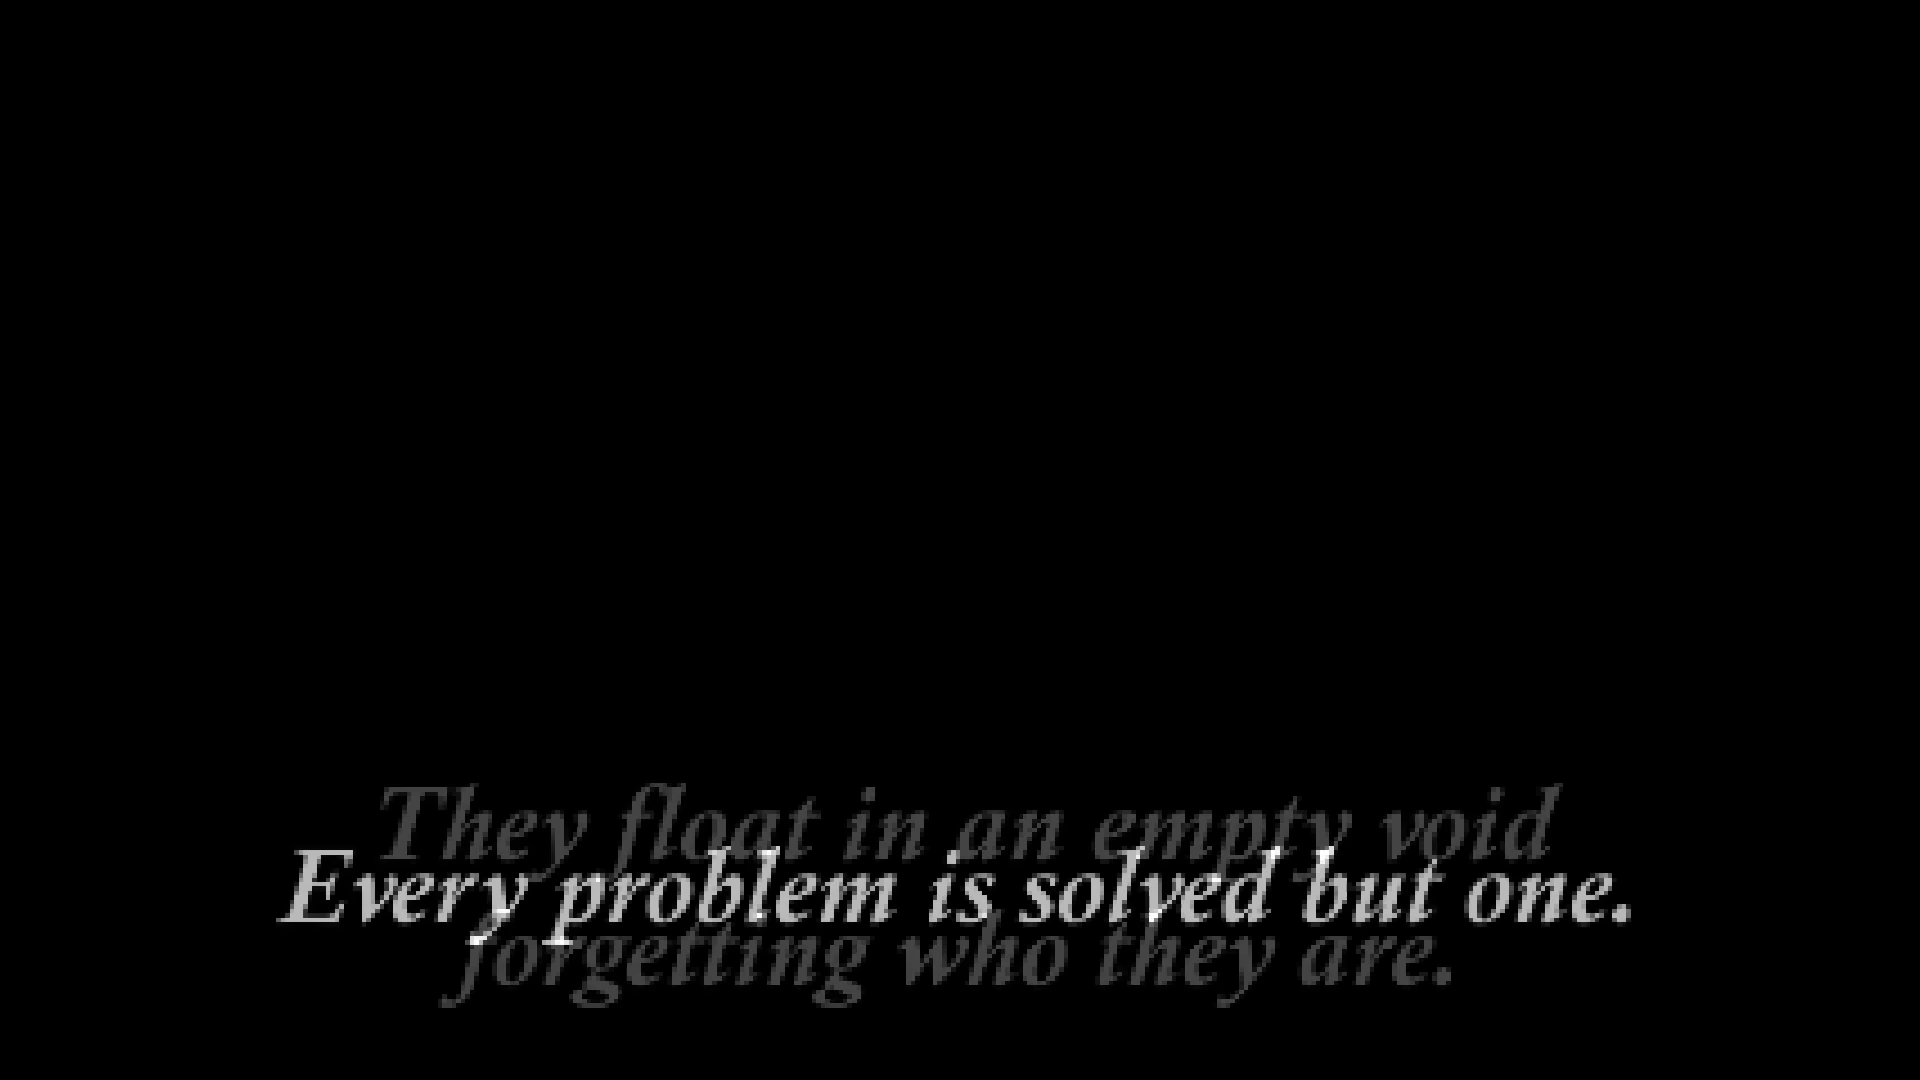 They float in an empty void
Every problem is solved but one.
forgetting who they are.